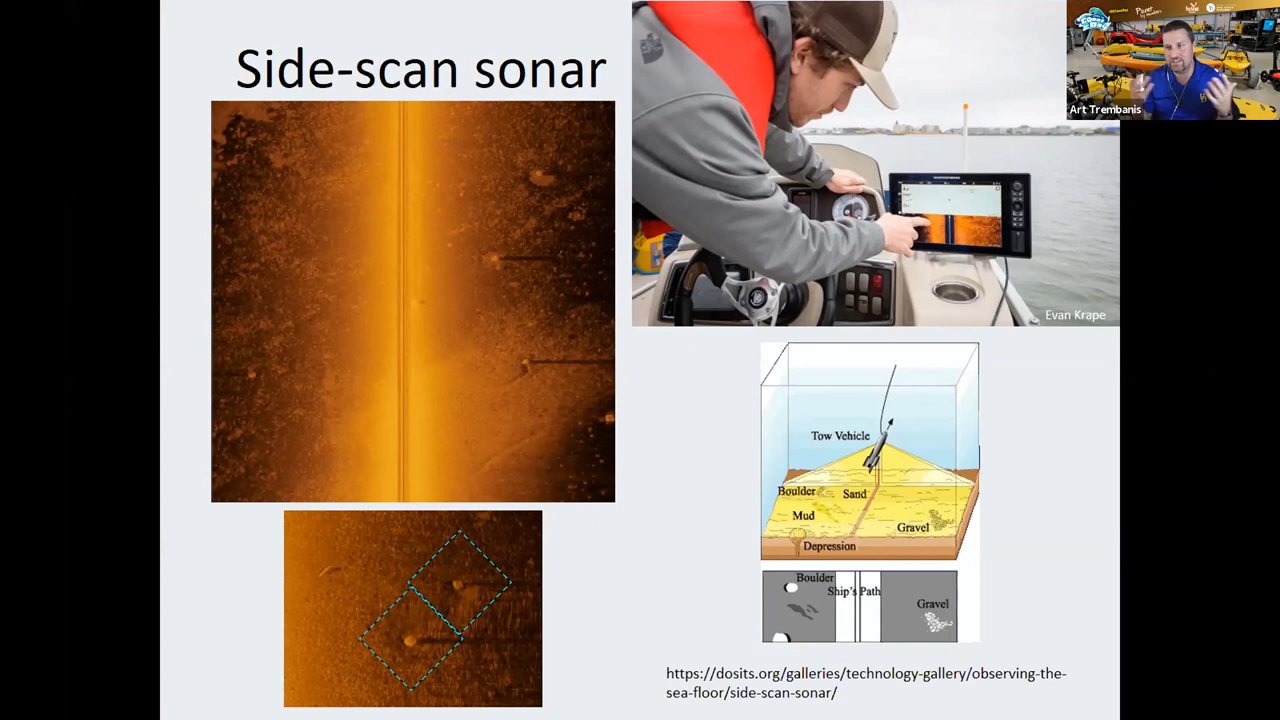 Side-scan sonar
Evan Krape
Art Trembanis
Tow Vehicle
Boulder
Sand
Mud
Gravel
Depression
Boulder
Ship's Path
Gravel
https://dosits.org/galleries/technology-gallery/observing-the-
sea-floor/side-scan-sonar/